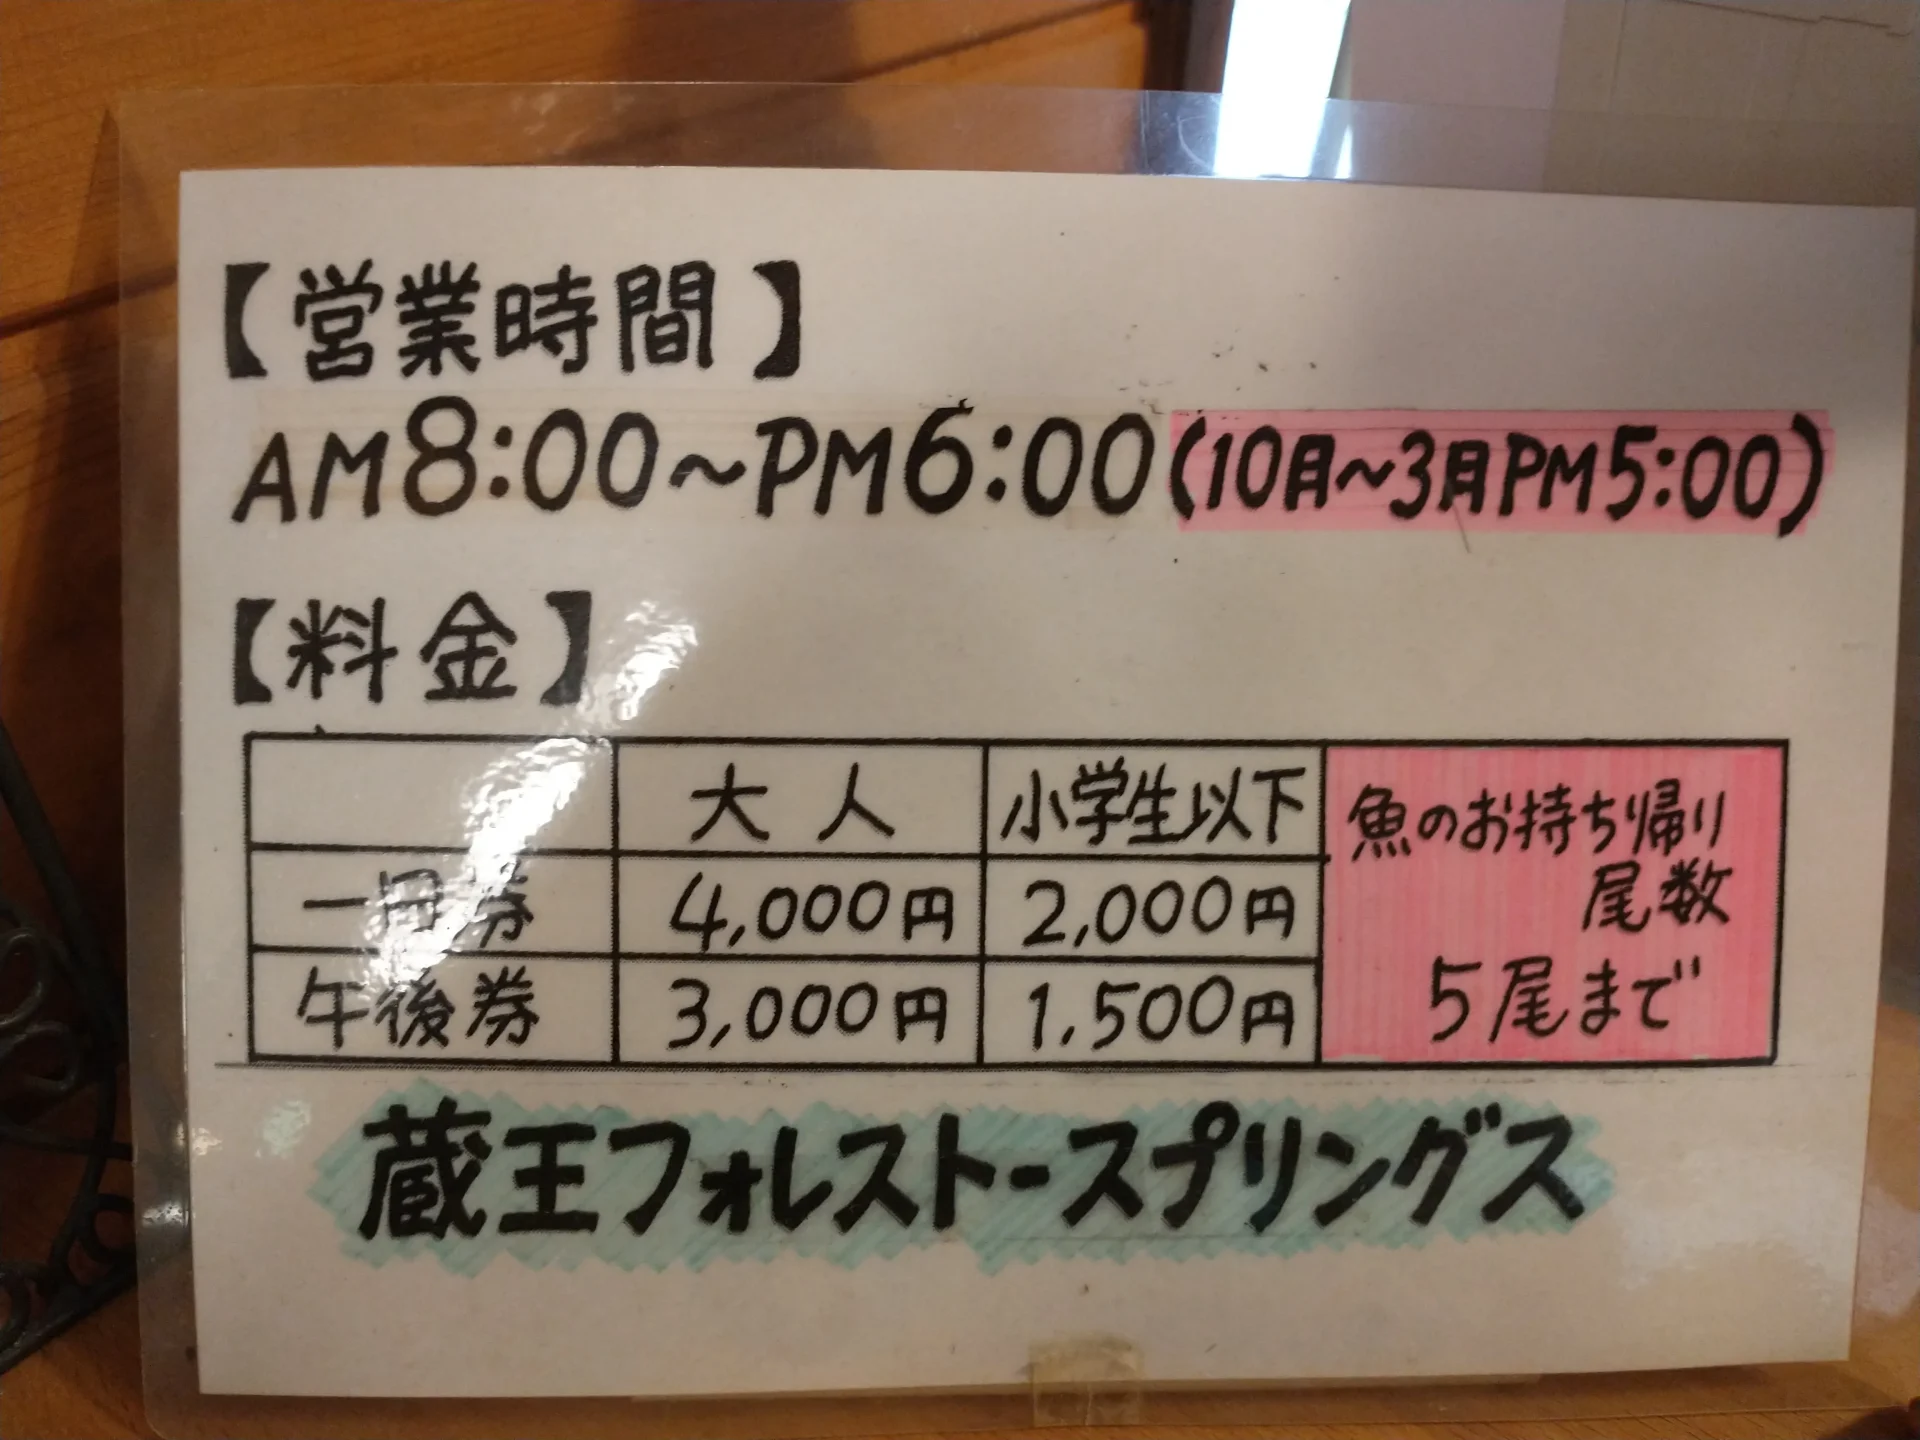 【営業時間】
AM8:00～PM6:00(10月～3月PM5:00)
【料金】
大人 小学生以下 魚のお持ち帰り
尾数
一日券 4,000円 2,000円
午後券 3,000円 1,500円 5尾まで
蔵王フォレストースプリングス